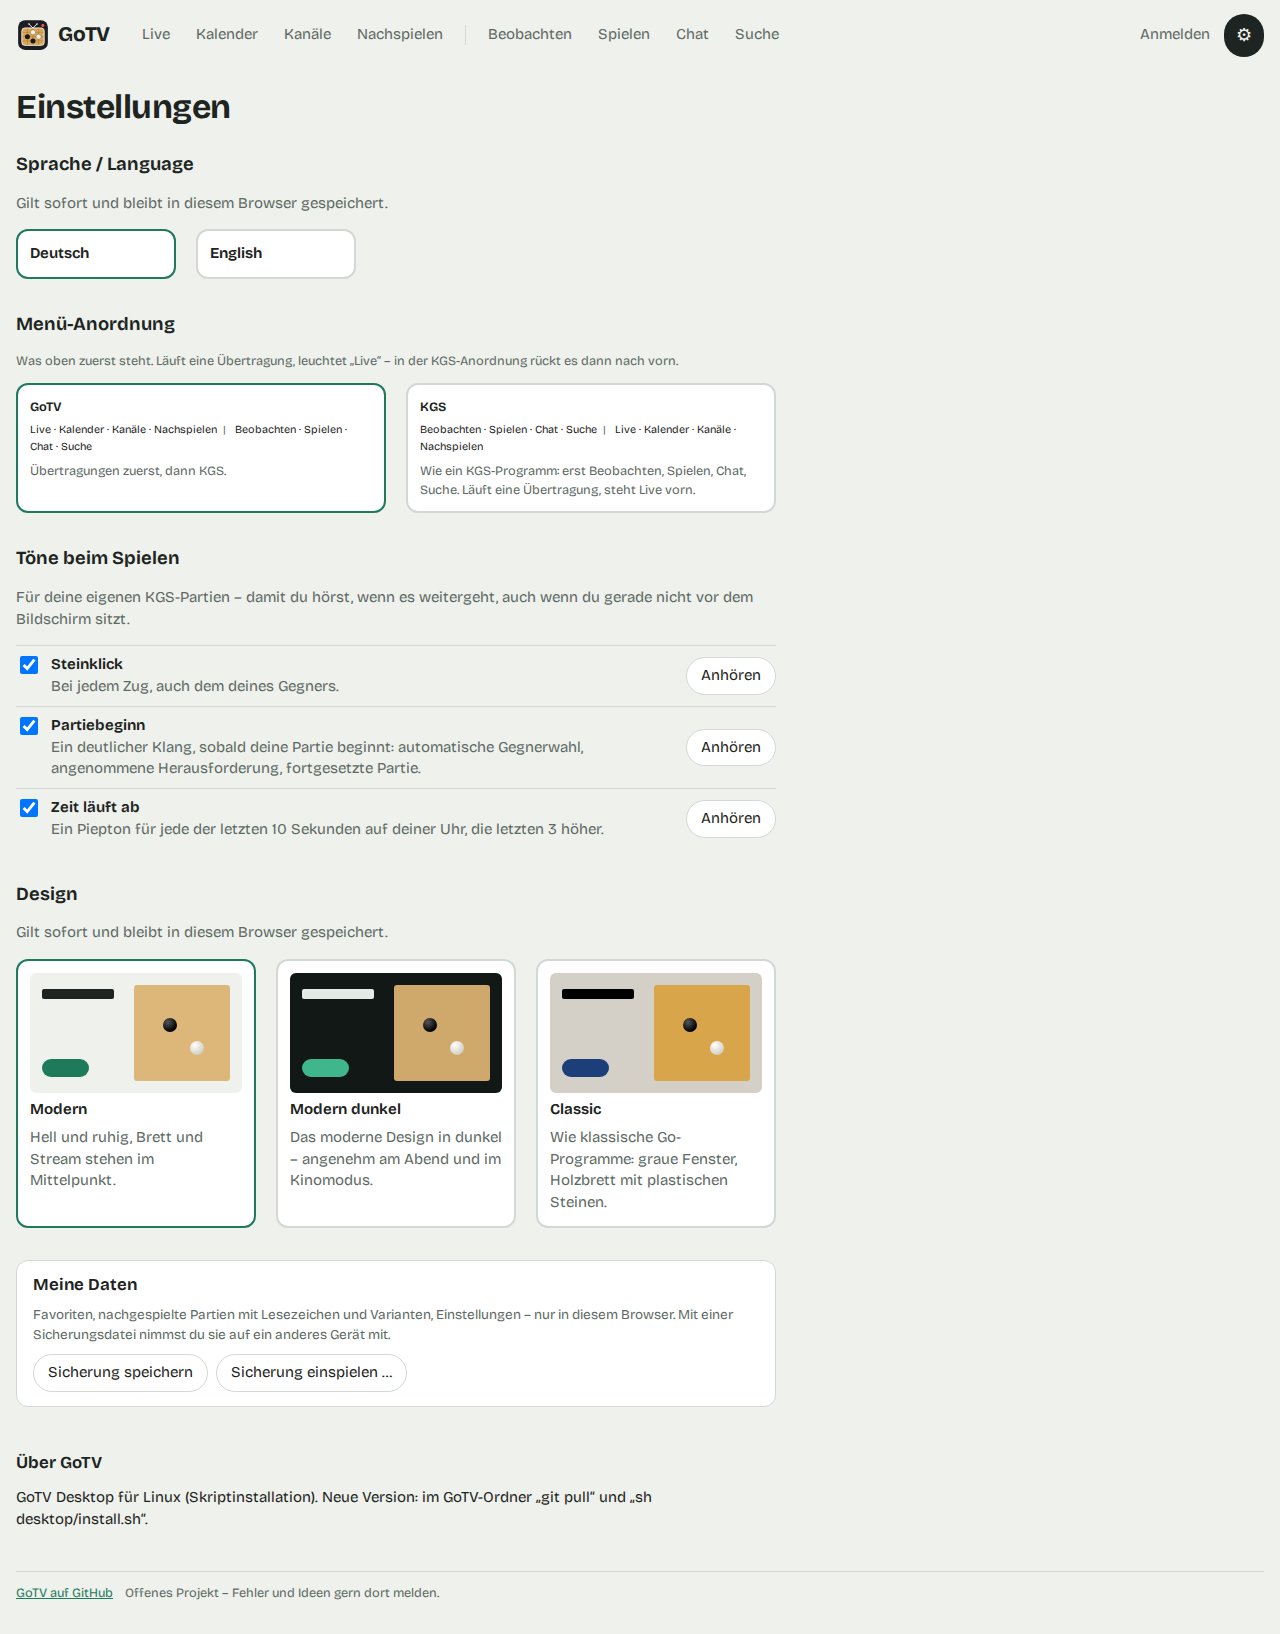 GoTV
Live Kalender Kanäle Nachspielen Beobachten Spielen Chat Suche
Anmelden
Einstellungen
Sprache / Language
Gilt sofort und bleibt in diesem Browser gespeichert.
Deutsch
English
Menü-Anordnung
Was oben zuerst steht. Läuft eine Übertragung, leuchtet „Live“ – in der KGS-Anordnung rückt es dann nach vorn.
GoTV
Live · Kalender · Kanäle · Nachspielen | Beobachten · Spielen ·
Chat · Suche
Übertragungen zuerst, dann KGS.
KGS
Beobachten · Spielen · Chat · Suche | Live · Kalender · Kanäle ·
Nachspielen
Wie ein KGS-Programm: erst Beobachten, Spielen, Chat,
Suche. Läuft eine Übertragung, steht Live vorn.
Töne beim Spielen
Für deine eigenen KGS-Partien – damit du hörst, wenn es weitergeht, auch wenn du gerade nicht vor dem
Bildschirm sitzt.
Steinklick
Bei jedem Zug, auch dem deines Gegners.
Anhören
Partiebeginn
Ein deutlicher Klang, sobald deine Partie beginnt: automatische Gegnerwahl,
angenommene Herausforderung, fortgesetzte Partie.
Anhören
Zeit läuft ab
Ein Piepton für jede der letzten 10 Sekunden auf deiner Uhr, die letzten 3 höher.
Anhören
Design
Gilt sofort und bleibt in diesem Browser gespeichert.
Modern
Hell und ruhig, Brett und
Stream stehen im
Mittelpunkt.
Modern dunkel
Das moderne Design in dunkel
– angenehm am Abend und im
Kinomodus.
Classic
Wie klassische Go-
Programme: graue Fenster,
Holzbrett mit plastischen
Steinen.
Meine Daten
Favoriten, nachgespielte Partien mit Lesezeichen und Varianten, Einstellungen – nur in diesem Browser. Mit einer
Sicherungsdatei nimmst du sie auf ein anderes Gerät mit.
Sicherung speichern
Sicherung einspielen …
Über GoTV
GoTV Desktop für Linux (Skriptinstallation). Neue Version: im GoTV-Ordner „git pull“ und „sh
desktop/install.sh“.
GoTV auf GitHub Offenes Projekt – Fehler und Ideen gern dort melden.